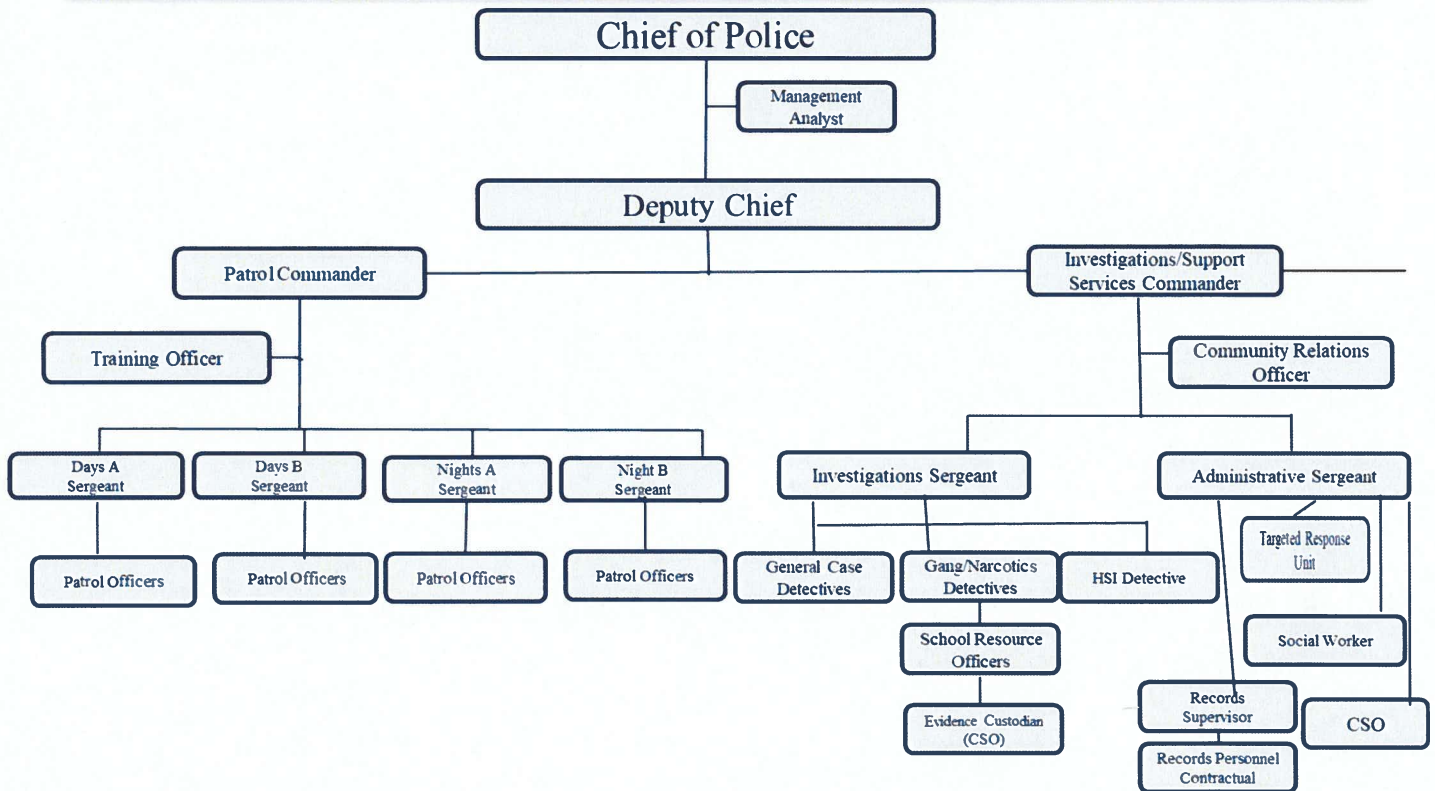 Chief of Police
Management
Analyst
Deputy Chief
Patrol Commander
Investigations/Support
Services Commander
Training Officer
Community Relations
Officer
Days A
Sergeant
Days B
Sergeant
Nights A
Sergeant
Night B
Sergeant
Investigations Sergeant
Administrative Sergeant
Patrol Officers
Patrol Officers
Patrol Officers
Patrol Officers
General Case
Detectives
Gang/Narcotics
Detectives
HSI Detective
Targeted Response
Unit
School Resource
Officers
Social Worker
Evidence Custodian
(CSO)
Records
Supervisor
CSO
Records Personnel
Contractual